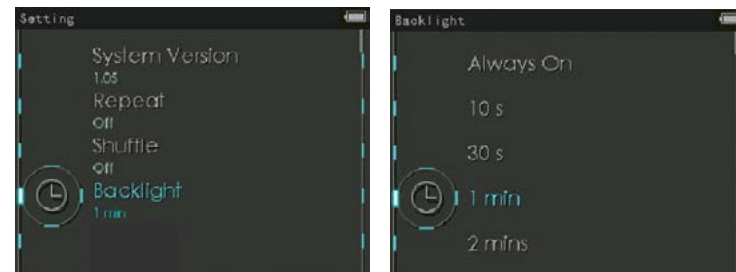 Setting
System Version
1.05
Repeat
Off
Shuffle
Off
Backlight
1 min
Backlight
Always On
10 s
30 s
1 min
2 mins